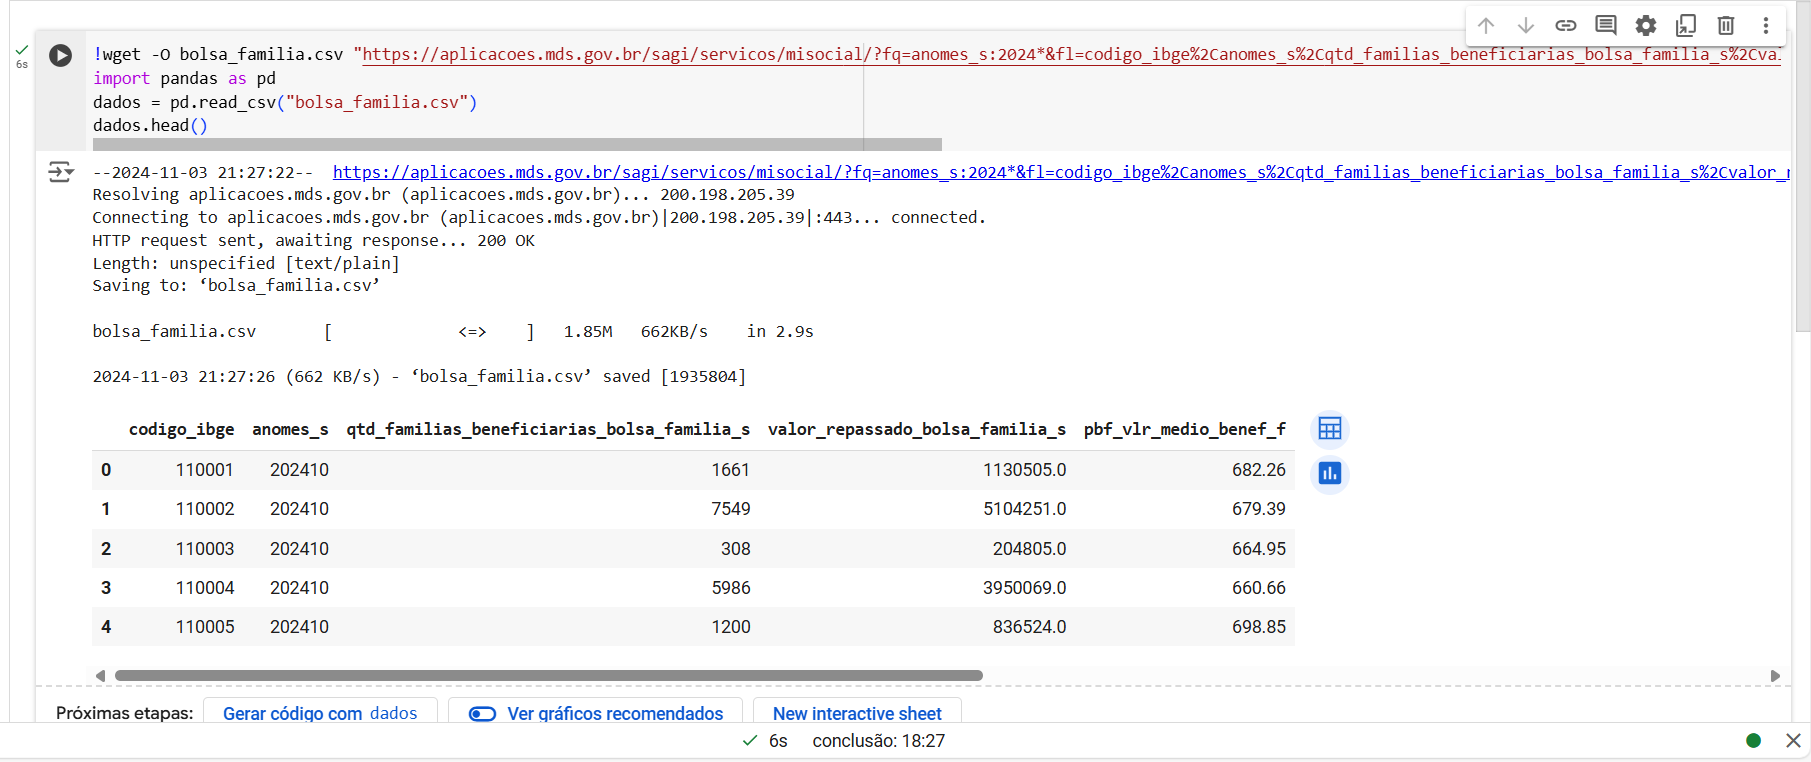 6s
!wget -O bolsa_familia.csv "https://aplicacoes.mds.gov.br/sagi/servicos/misocial/?fq=anomes_s:2024*&fl=codigo_ibge%2Canomes_s%2Cqtd_familias_beneficiarias_bolsa_familia_s%2Cval
import pandas as pd
dados = pd.read_csv("bolsa_familia.csv")
dados.head()
--2024-11-03 21:27:22--  https://aplicacoes.mds.gov.br/sagi/servicos/misocial/?fq=anomes_s:2024*&fl=codigo_ibge%2Canomes_s%2Cqtd_familias_beneficiarias_bolsa_familia_s%2Cvalor_r
Resolving aplicacoes.mds.gov.br (aplicacoes.mds.gov.br)... 200.198.205.39
Connecting to aplicacoes.mds.gov.br (aplicacoes.mds.gov.br)|200.198.205.39|:443... connected.
HTTP request sent, awaiting response... 200 OK
Length: unspecified [text/plain]
Saving to: ‘bolsa_familia.csv’
bolsa_familia.csv [ <=> ] 1.85M 662KB/s in 2.9s
2024-11-03 21:27:26 (662 KB/s) - ‘bolsa_familia.csv’ saved [1935804]
codigo_ibge anomes_s qtd_familias_beneficiarias_bolsa_familia_s valor_repassado_bolsa_familia_s pbf_vlr_medio_benef_f
0 110001 202410 1661 1130505.0 682.26
1 110002 202410 7549 5104251.0 679.39
2 110003 202410 308 204805.0 664.95
3 110004 202410 5986 3950069.0 660.66
4 110005 202410 1200 836524.0 698.85
Próximas etapas: Gerar código com dados Ver gráficos recomendados New interactive sheet
6s conclusão: 18:27